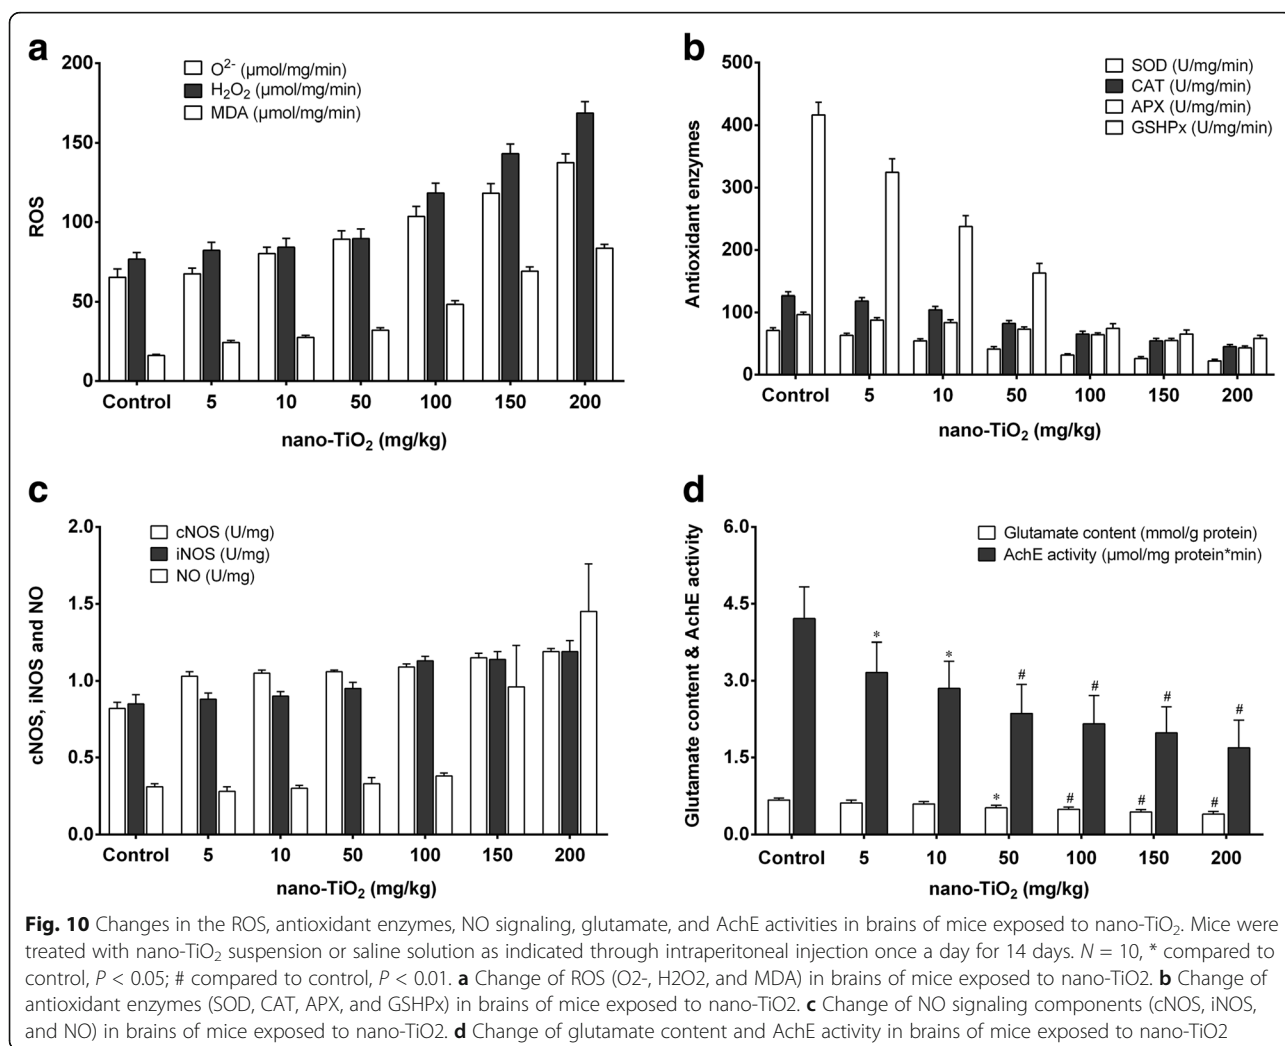 a
200
150
100
50
0
ROS
O2- (µmol/mg/min)
H2O2 (µmol/mg/min)
MDA (µmol/mg/min)
Control 5 10 50 100 150 200
nano-TiO2 (mg/kg)
b
500
400
300
200
100
0
Antioxidant enzymes
SOD (U/mg/min)
CAT (U/mg/min)
APX (U/mg/min)
GSHPx (U/mg/min)
Control 5 10 50 100 150 200
nano-TiO2 (mg/kg)
c
2.0
1.5
1.0
0.5
0.0
cNOS, iNOS and NO
cNOS (U/mg)
iNOS (U/mg)
NO (U/mg)
Control 5 10 50 100 150 200
nano-TiO2 (mg/kg)
d
6.0
4.5
3.0
1.5
0.0
Glutamate content & AchE activity
Glutamate content (mmol/g protein)
AchE activity (µmol/mg protein*min)
* * # # # #
* # # #
Control 5 10 50 100 150 200
nano-TiO2 (mg/kg)
Fig. 10 Changes in the ROS, antioxidant enzymes, NO signaling, glutamate, and AchE activities in brains of mice exposed to nano-TiO2. Mice were
treated with nano-TiO2 suspension or saline solution as indicated through intraperitoneal injection once a day for 14 days. N = 10, * compared to
control, P < 0.05; # compared to control, P < 0.01. a Change of ROS (O2-, H2O2, and MDA) in brains of mice exposed to nano-TiO2. b Change of
antioxidant enzymes (SOD, CAT, APX, and GSHPx) in brains of mice exposed to nano-TiO2. c Change of NO signaling components (cNOS, iNOS,
and NO) in brains of mice exposed to nano-TiO2. d Change of glutamate content and AchE activity in brains of mice exposed to nano-TiO2